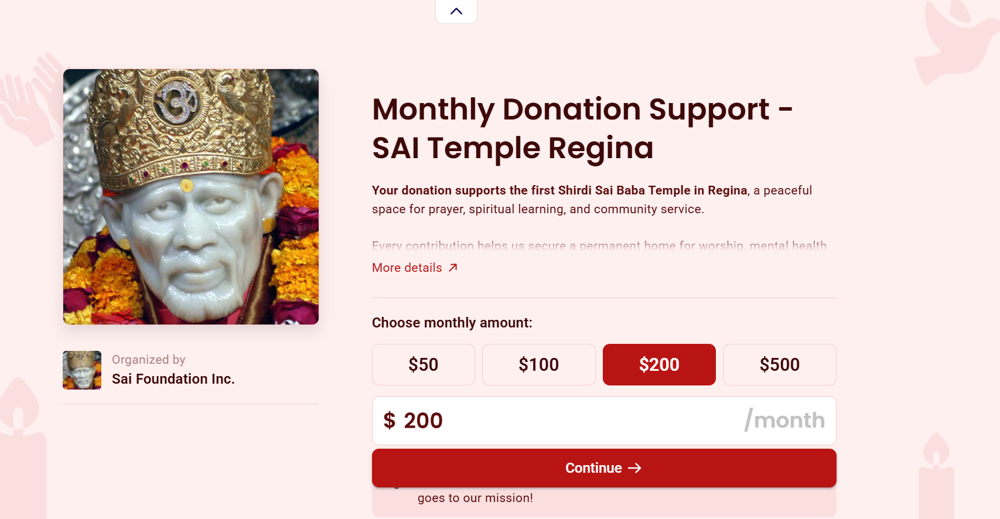 Monthly Donation Support -
SAI Temple Regina
Your donation supports the first Shirdi Sai Baba Temple in Regina, a peaceful
space for prayer, spiritual learning, and community service.
Every contribution helps us secure a permanent home for worship, mental health
More details
Choose monthly amount:
$50
$100
$200
$500
$ 200
/month
Continue
goes to our mission!
ॐ
Organized by
Sai Foundation Inc.